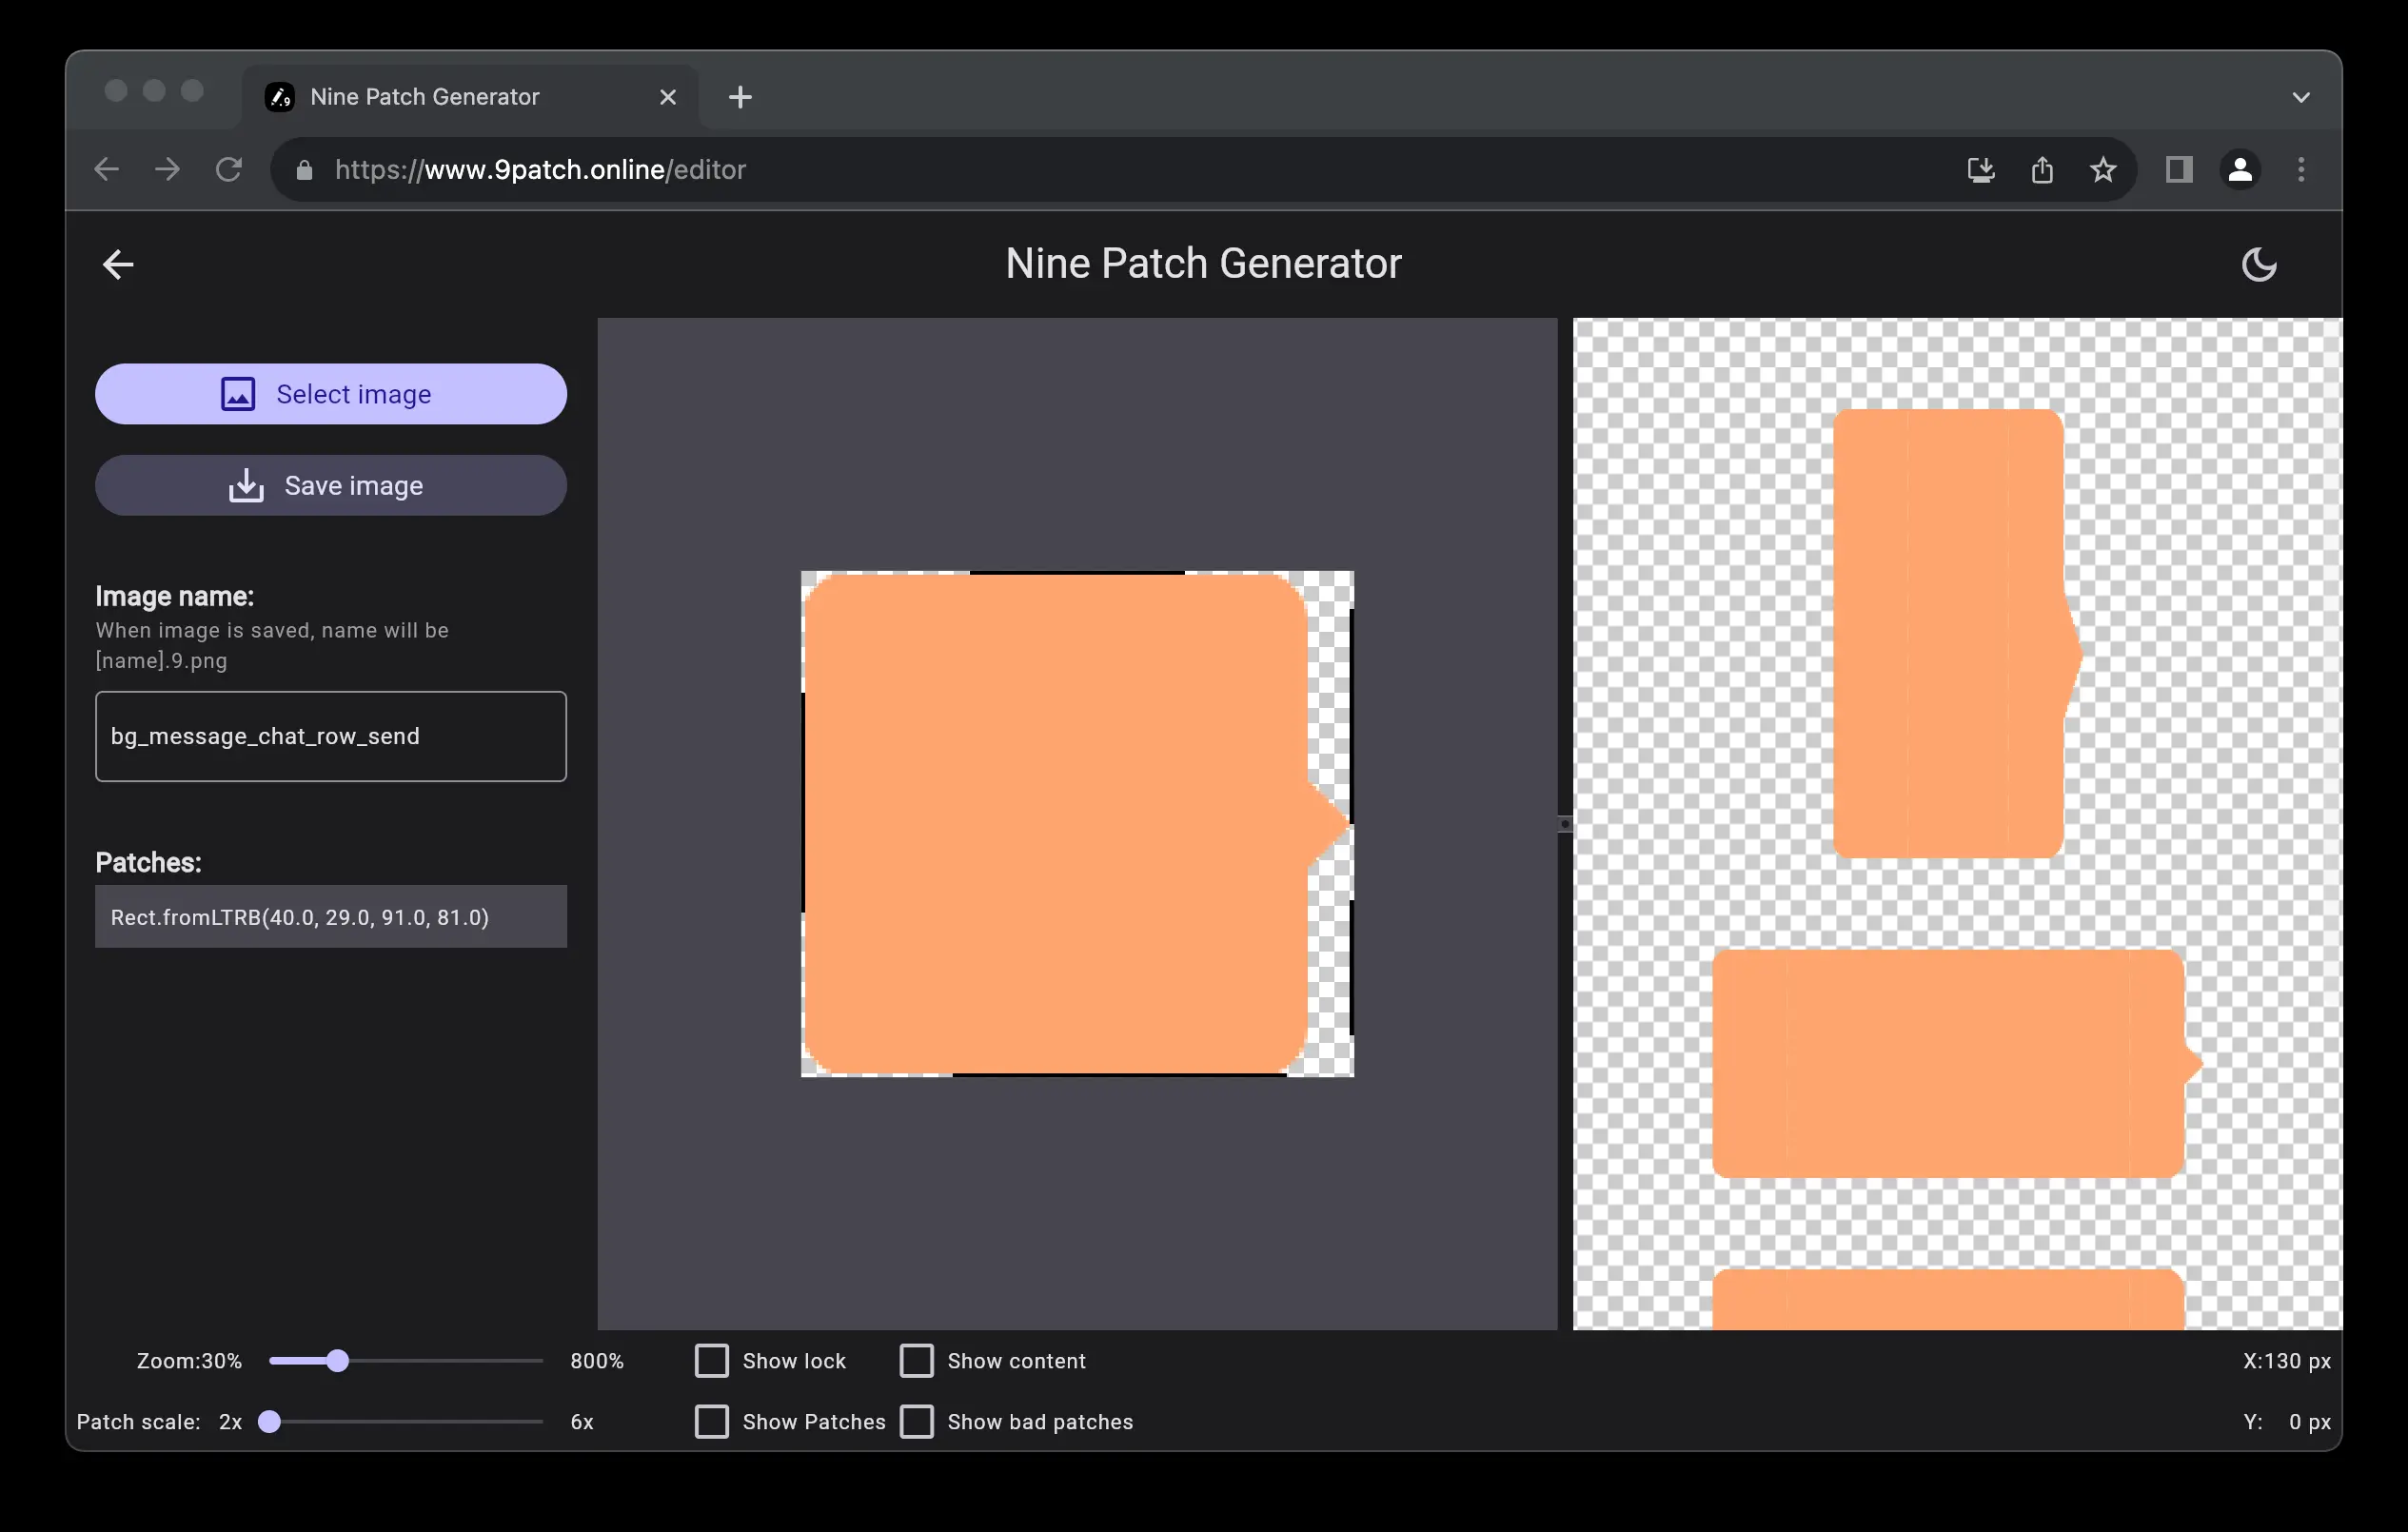 Nine Patch Generator
https://www.9patch.online/editor
Nine Patch Generator
Select image
Save image
Image name:
When image is saved, name will be
[name].9.png
bg_message_chat_row_send
Patches:
Rect.fromLTRB(40.0, 29.0, 91.0, 81.0)
Zoom:30% 800% Show lock Show content X:130 px
Patch scale: 2x 6x Show Patches Show bad patches Y: 0 px